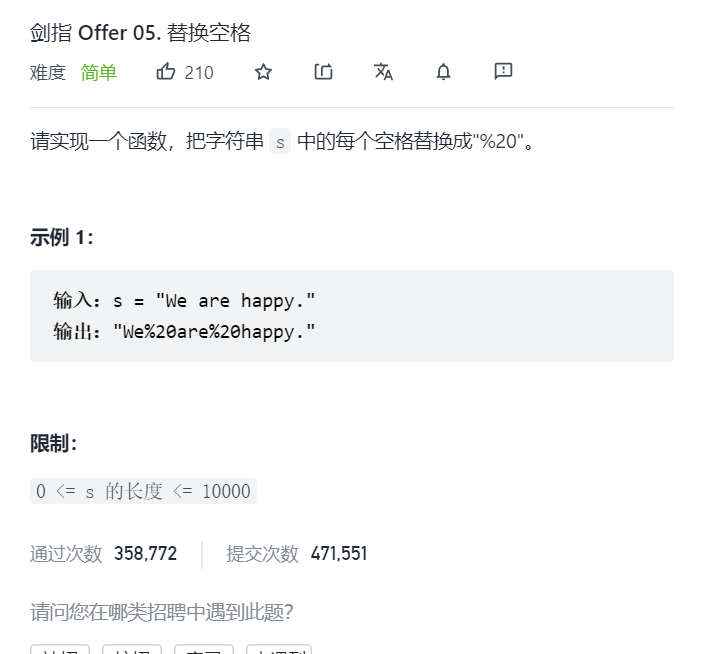 剑指 Offer 05. 替换空格
难度 简单 210
请实现一个函数，把字符串 s 中的每个空格替换成"%20"。
示例 1：
输入：s = "We are happy."
输出："We%20are%20happy."
限制：
0 <= s 的长度 <= 10000
通过次数 358,772 提交次数 471,551
请问您在哪类招聘中遇到此题？